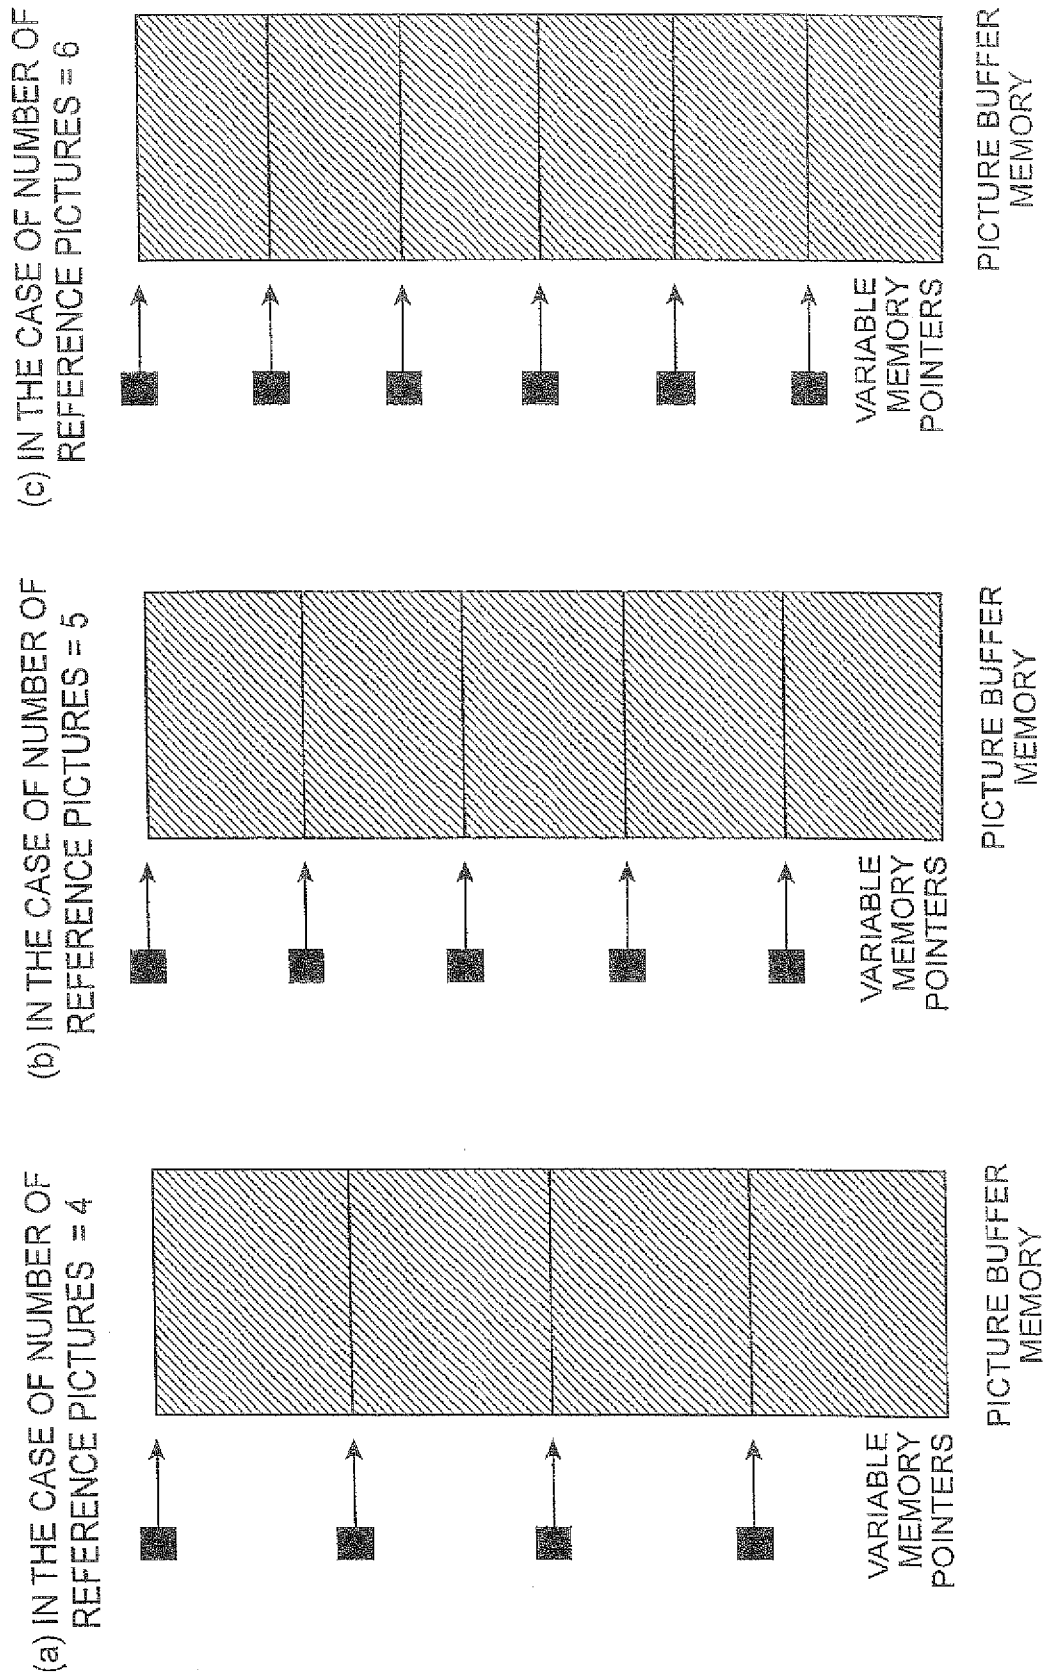 (a) IN THE CASE OF NUMBER OF
REFERENCE PICTURES = 4
VARIABLE
MEMORY
POINTERS
PICTURE BUFFER
MEMORY
(b) IN THE CASE OF NUMBER OF
REFERENCE PICTURES = 5
VARIABLE
MEMORY
POINTERS
PICTURE BUFFER
MEMORY
(c) IN THE CASE OF NUMBER OF
REFERENCE PICTURES = 6
VARIABLE
MEMORY
POINTERS
PICTURE BUFFER
MEMORY